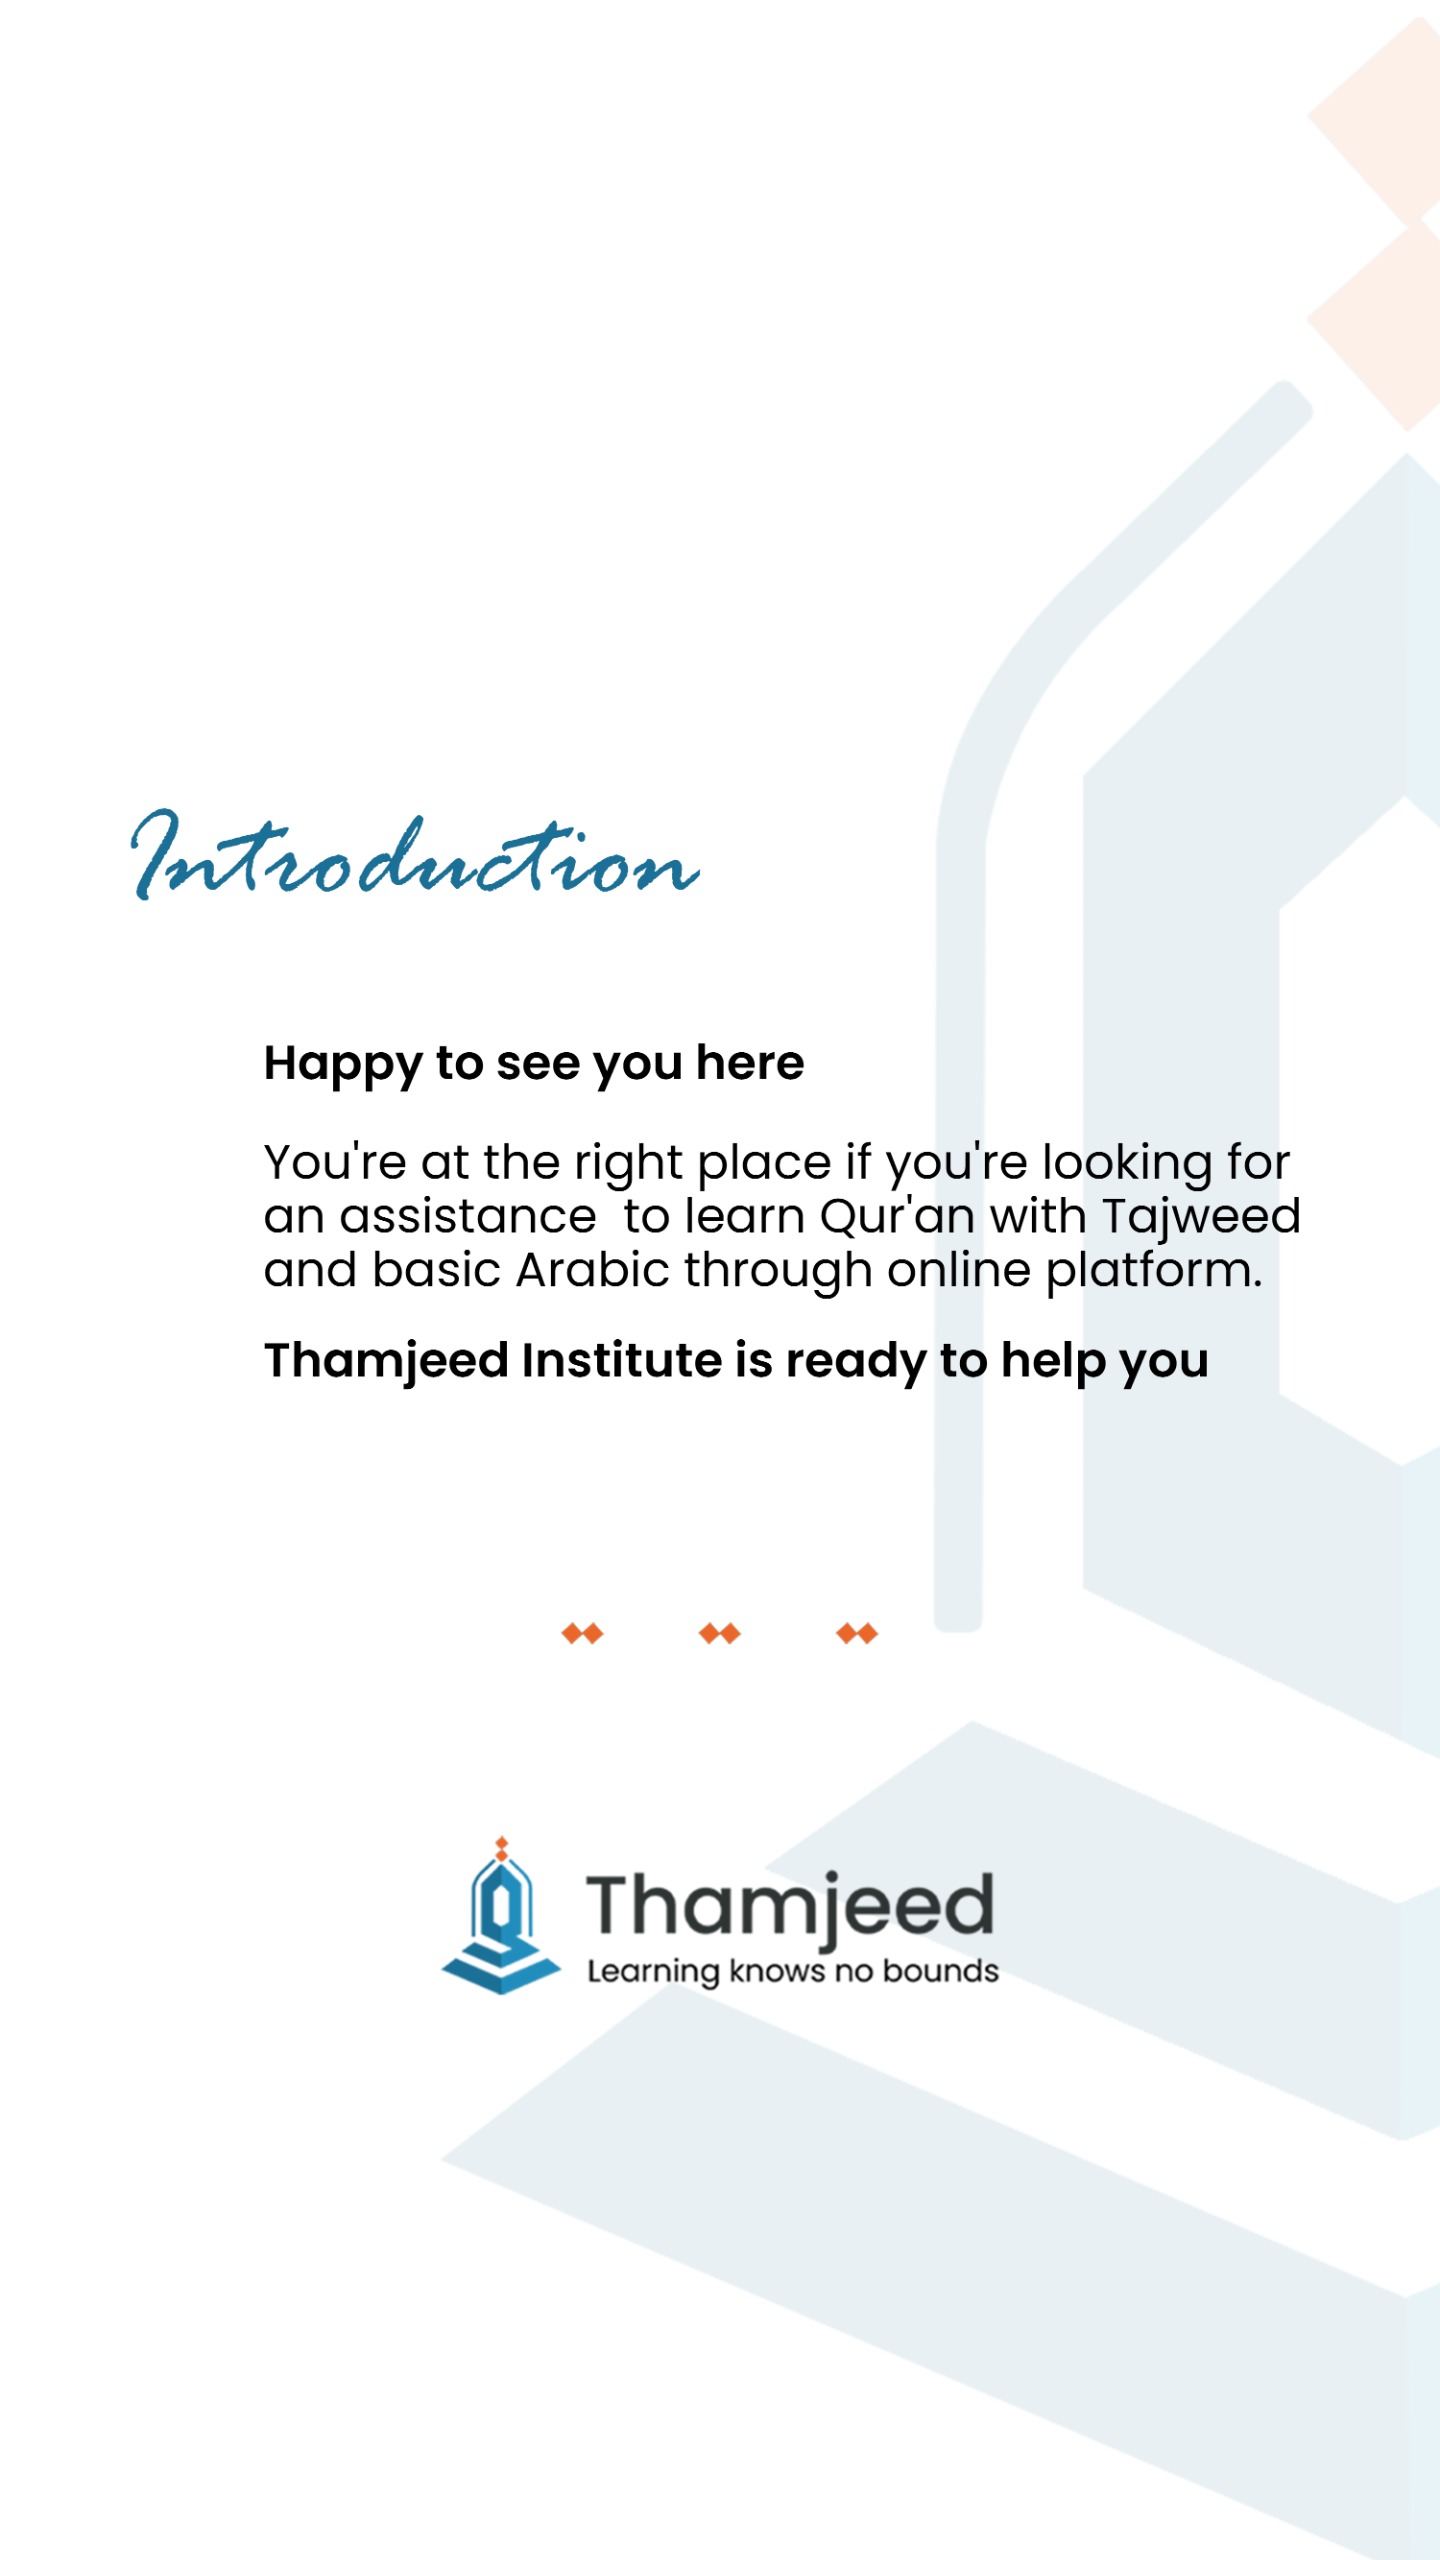 Introduction
Happy to see you here
You're at the right place if you're looking for
an assistance  to learn Qur'an with Tajweed
and basic Arabic through online platform.
Thamjeed Institute is ready to help you
Thamjeed
Learning knows no bounds